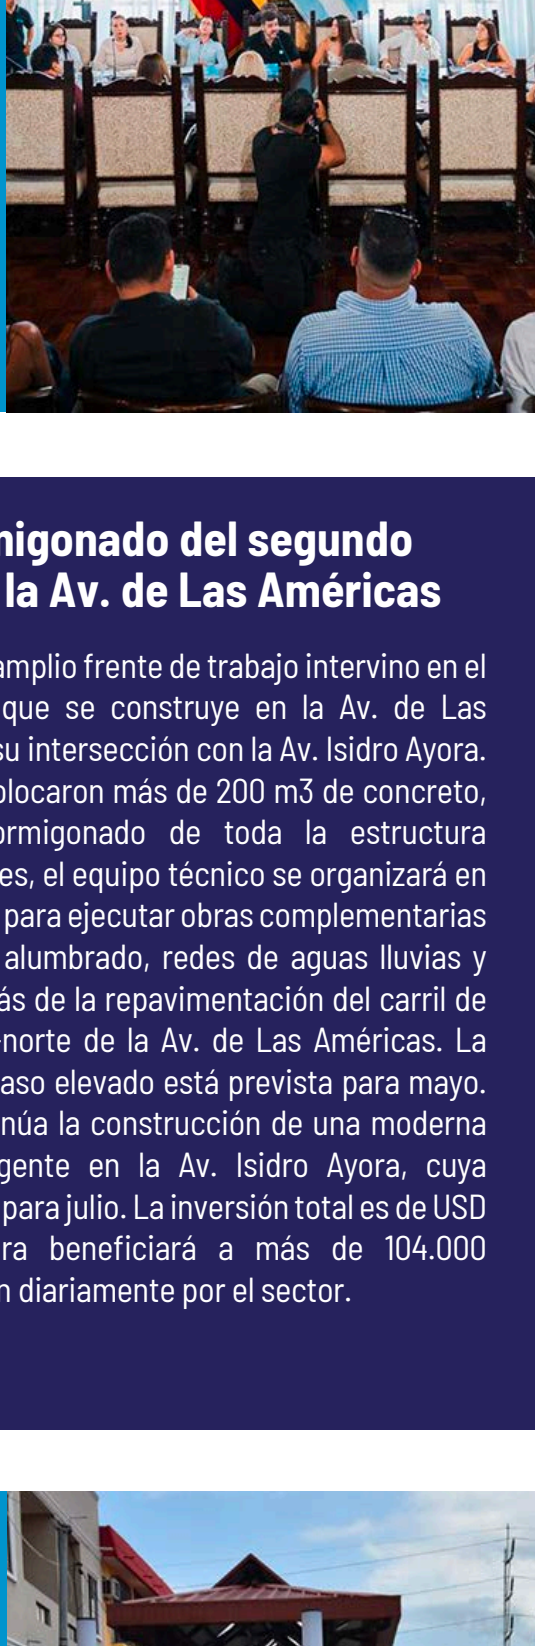 migonado del segundo
la Av. de Las Américas
amplio frente de trabajo intervino en el
que se construye en la Av. de Las
su intersección con la Av. Isidro Ayora.
olocaron más de 200 m3 de concreto,
ormigonado de toda la estructura
es, el equipo técnico se organizará en
para ejecutar obras complementarias
alumbrado, redes de aguas lluvias y
ás de la repavimentación del carril de
-norte de la Av. de Las Américas. La
aso elevado está prevista para mayo.
núa la construcción de una moderna
gente en la Av. Isidro Ayora, cuya
para julio. La inversión total es de USD
ra beneficiará a más de 104.000
n diariamente por el sector.